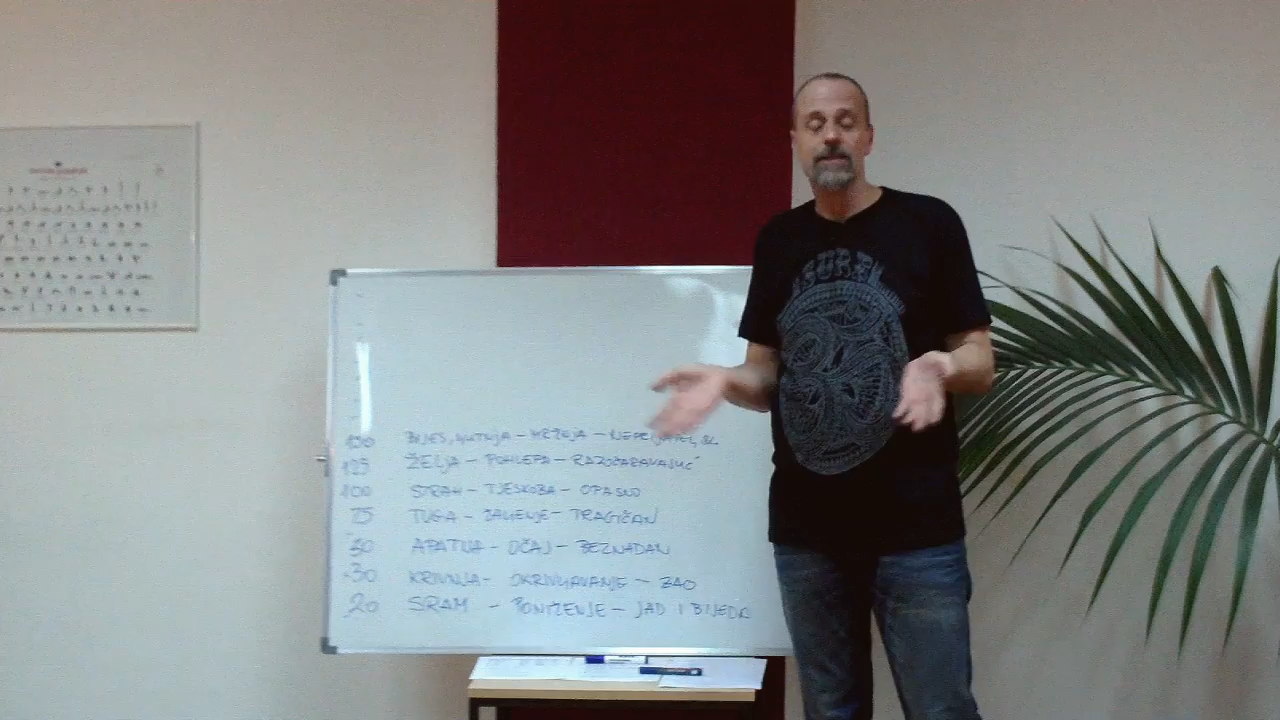 150 BIJES, LJUTNJA - MRŽNJA - NEPRIJATELJ
125 ŽELJA - POHLEPA - RAZOČARAVAJUĆ
100 STRAH - TJESKOBA - OPASNO
75 TUGA - ŽALJENJE - TRAGIČAN
50 APATIJA - OČAJ - BEZNADAN
30 KRIVNJA - OKRIVLJAVANJE - ZAO
20 SRAM - PONIŽENJE - JAD I BIJEDA